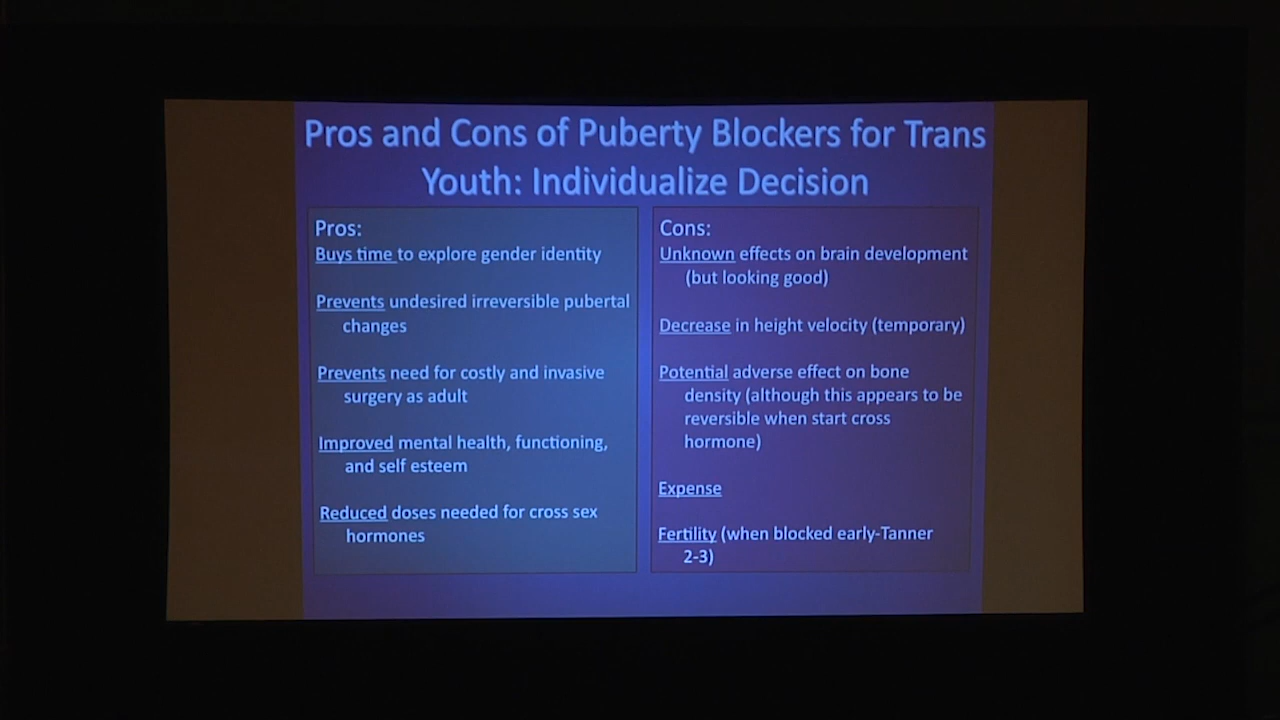 Pros and Cons of Puberty Blockers for Trans
Youth: Individualize Decision
Pros:
Buys time to explore gender identity
Prevents undesired irreversible pubertal
changes
Prevents need for costly and invasive
surgery as adult
Improved mental health, functioning,
and self esteem
Reduced doses needed for cross sex
hormones
Cons:
Unknown effects on brain development
(but looking good)
Decrease in height velocity (temporary)
Potential adverse effect on bone
density (although this appears to be
reversible when start cross
hormone)
Expense
Fertility (when blocked early-Tanner
2-3)